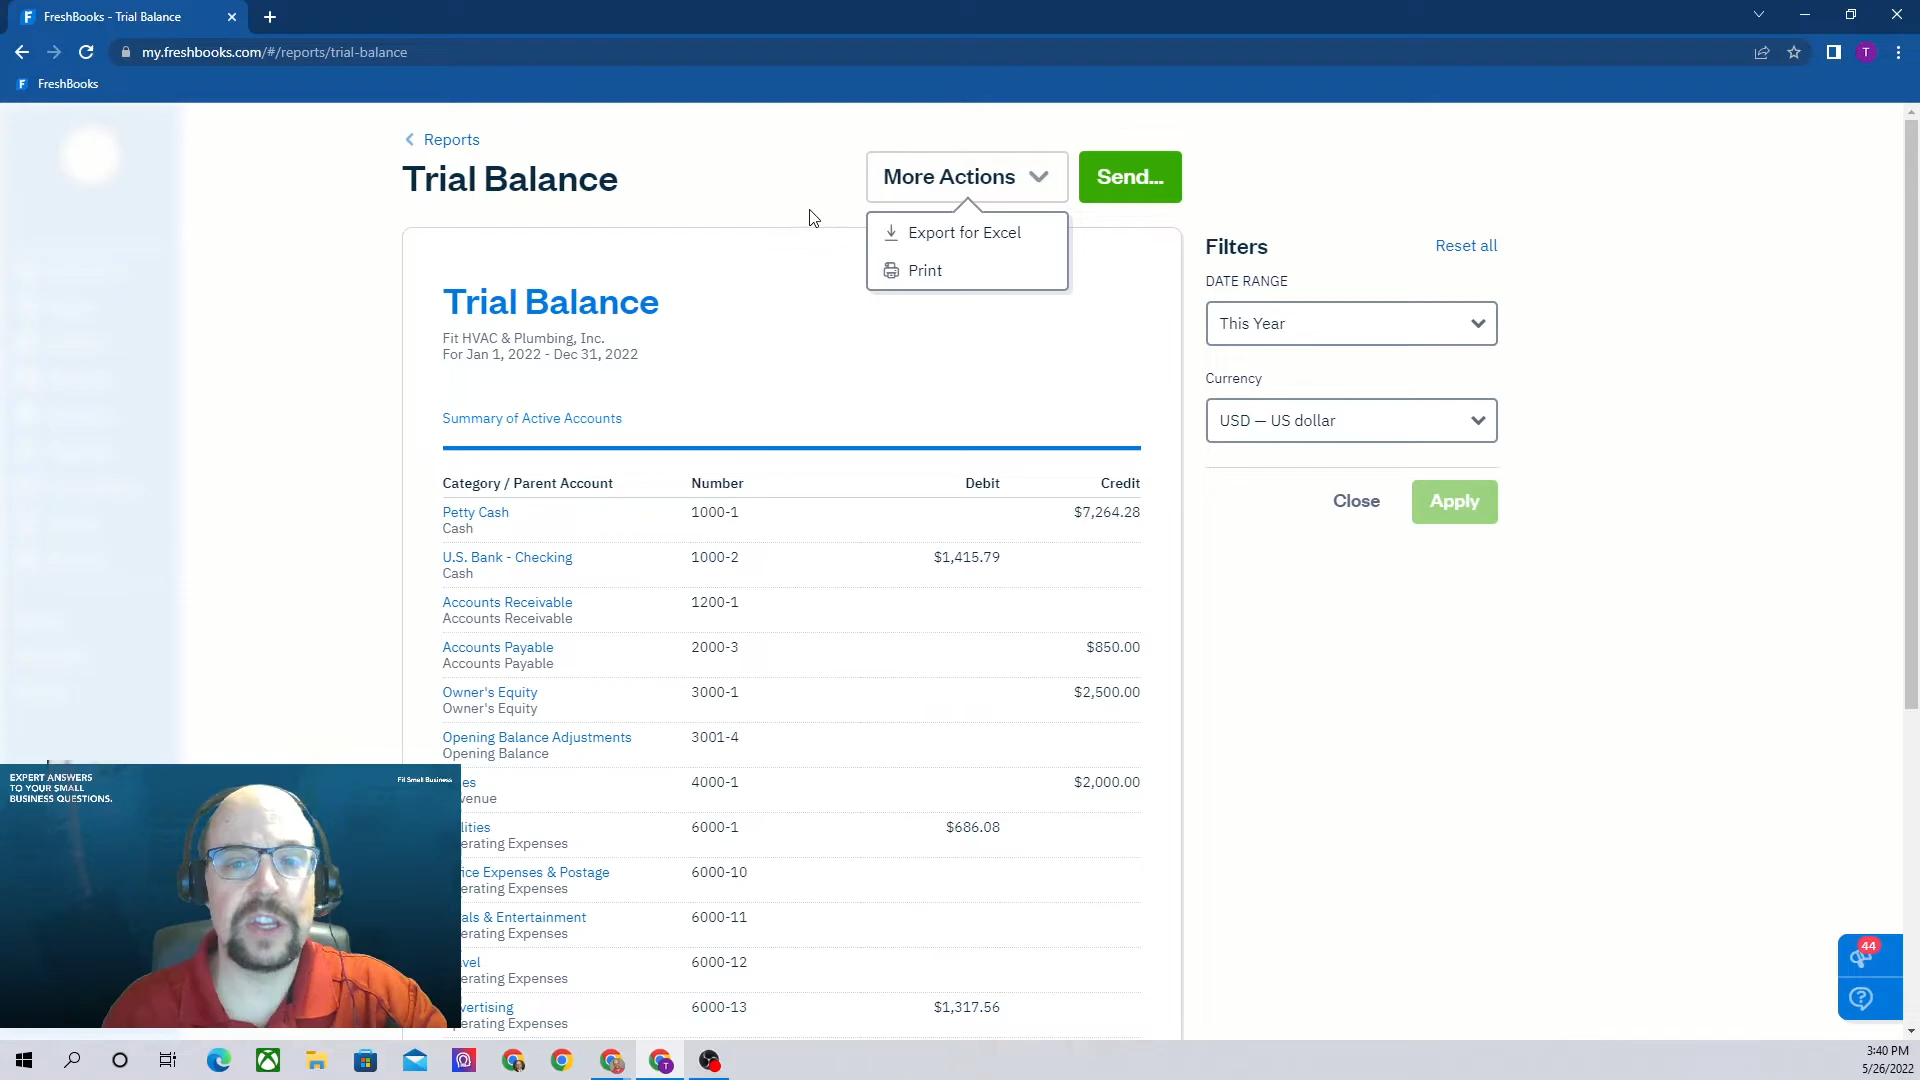 FreshBooks - Trial Balance
my.freshbooks.com/#/reports/trial-balance
T
FreshBooks
Reports
Trial Balance
More Actions
Send...
Export for Excel
Print
Filters
Reset all
DATE RANGE
This Year
Currency
USD — US dollar
Close
Apply
Trial Balance
Fit HVAC & Plumbing, Inc.
For Jan 1, 2022 - Dec 31, 2022
Summary of Active Accounts
Category / Parent Account Number Debit Credit
Petty Cash 1000-1 $7,264.28
Cash
U.S. Bank - Checking 1000-2 $1,415.79
Cash
Accounts Receivable 1200-1
Accounts Receivable
Accounts Payable 2000-3 $850.00
Accounts Payable
Owner's Equity 3000-1 $2,500.00
Owner's Equity
Opening Balance Adjustments 3001-4
Opening Balance
es 4000-1 $2,000.00
venue
lities 6000-1 $686.08
erating Expenses
ice Expenses & Postage 6000-10
erating Expenses
als & Entertainment 6000-11
erating Expenses
vel 6000-12
erating Expenses
vertising 6000-13 $1,317.56
erating Expenses
EXPERT ANSWERS
TO YOUR SMALL
BUSINESS QUESTIONS.
Fit Small Business
44
T
3:40 PM
5/26/2022